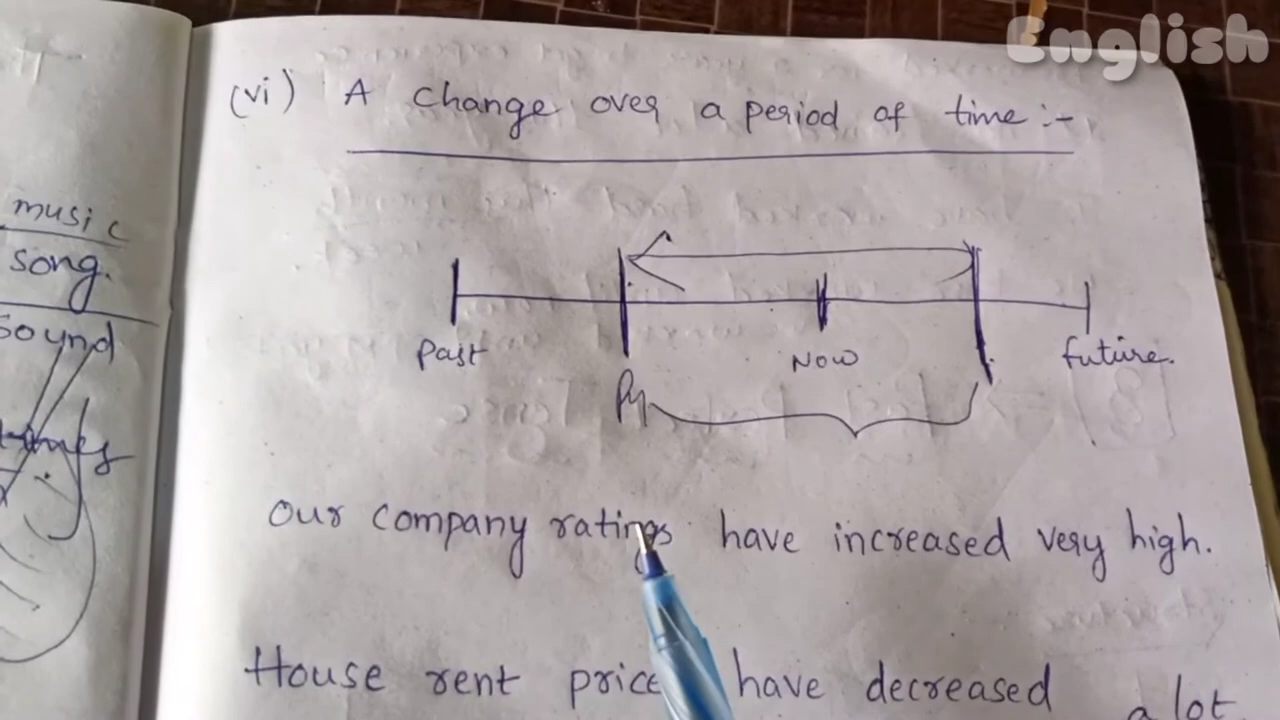 English
(vi) A change over a period of time :-
music
song.
Sound
Past
Now
future.
Our company ratings have increased very high.
House rent price have decreased a lot